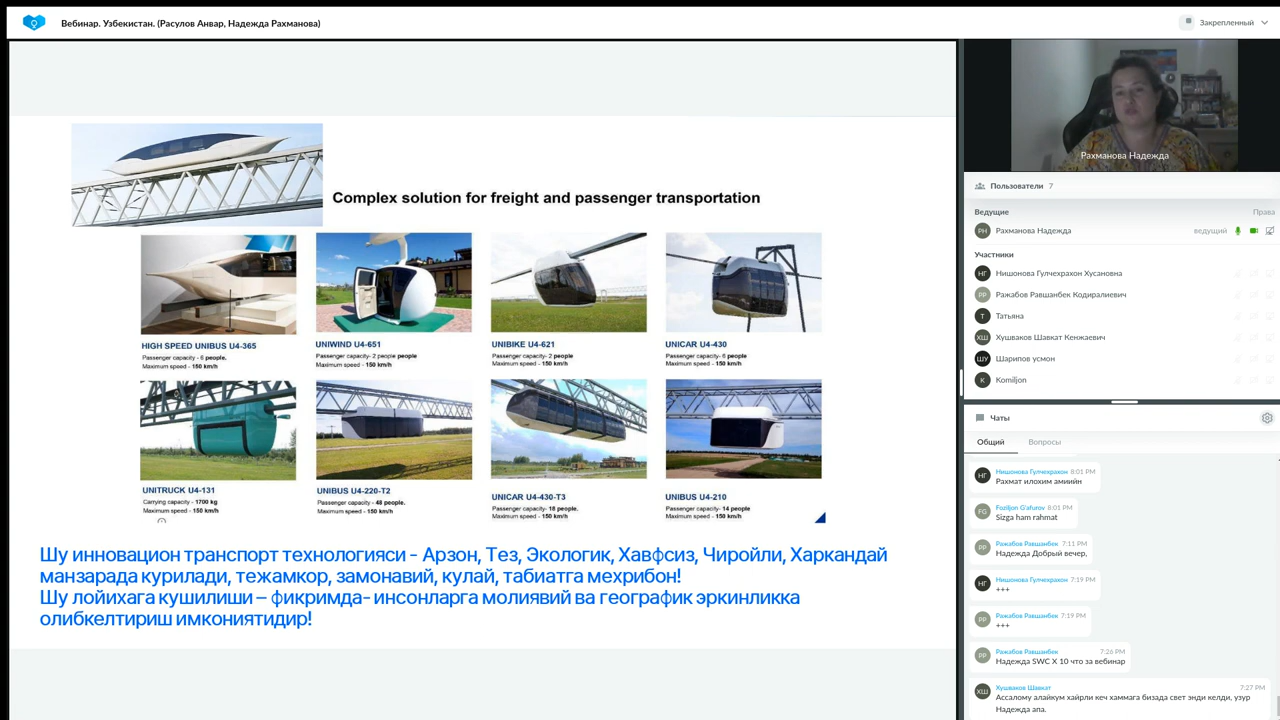 Вебинар. Узбекистан. (Расулов Анвар, Надежда Рахманова)
Закрепленный
Complex solution for freight and passenger transportation
HIGH SPEED UNIBUS U4-365
Passenger capacity - 6 people.
Maximum speed - 150 km/h
UNIWIND U4-651
Passenger capacity- 2 people people
Maximum speed - 150 km/h
UNIBIKE U4-621
Passenger capacity - 2 people
Maximum speed - 150 km/h
UNICAR U4-430
Passenger capacity - 6 people
Maximum speed - 150 km/h
UNITRUCK U4-131
Carrying capacity - 1700 kg
Maximum speed - 150 km/h
UNIBUS U4-220-T2
Passenger capacity - 48 people.
Maximum speed - 150 km/h
UNICAR U4-430-T3
Passenger capacity - 18 people.
Maximum speed - 150 km/h
UNIBUS U4-210
Passenger capacity - 14 people
Maximum speed - 150 km/h
Шу инновацион транспорт технологияси - Арзон, Тез, Экологик, Хавфсиз, Чиройли, Харкандай
манзарада курилади, тежамкор, замонавий, кулай, табиатга мехрибон!
Шу лойихага кушилиши – фикримда- инсонларга молиявий ва географик эркинликка
олибкелтириш имкониятидир!
Рахманова Надежда
Пользователи 7
Ведущие Права
РН Рахманова Надежда ведущий
Участники
НГ Нишонова Гулчехрахон Хусановна
РР Ражабов Равшанбек Кодиралиевич
Т Татьяна
ХШ Хушваков Шавкат Кенжаевич
ШУ Шарипов усмон
K Komiljon
Чаты
Общий Вопросы
НГ Нишонова Гулчехрахон 8:01 PM
Рахмат илохим амиийн
FG Foziljon G'afurov 8:01 PM
Sizga ham rahmat
РР Ражабов Равшанбек 7:11 PM
Надежда Добрый вечер,
НГ Нишонова Гулчехрахон 7:19 PM
+++
РР Ражабов Равшанбек 7:19 PM
+++
РР Ражабов Равшанбек 7:26 PM
Надежда SWC X 10 что за вебинар
ХШ Хушваков Шавкат 7:27 PM
Ассалому алайкум хайрли кеч хаммага бизада свет энди келди, узур
Надежда апа.